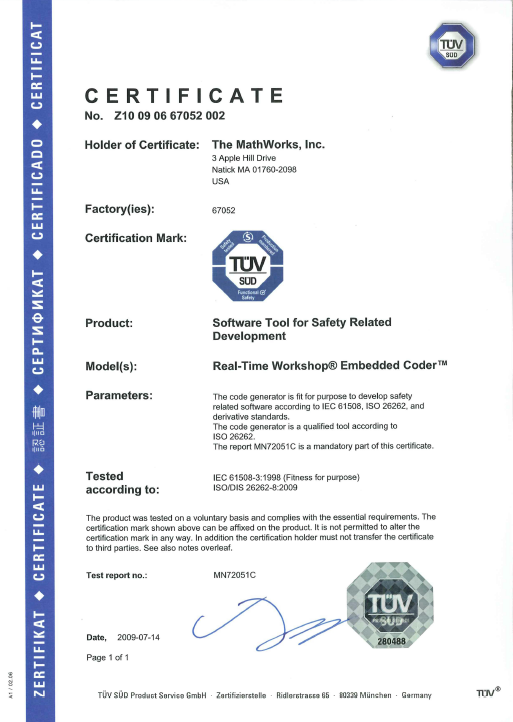 ZERTIFIKAT ◆ CERTIFICATE ◆ 認証書 ◆ СЕРТИФИКАТ ◆ CERTIFICADO ◆ CERTIFICAT
TÜV
SÜD
CERTIFICATE
No. Z10 09 06 67052 002
Holder of Certificate: The MathWorks, Inc.
3 Apple Hill Drive
Natick MA 01760-2098
USA
Factory(ies): 67052
Certification Mark:
Safety tested
S
Production monitored
TÜV
SÜD
Functional
Safety
Product: Software Tool for Safety Related
Development
Model(s): Real-Time Workshop® Embedded Coder™
Parameters: The code generator is fit for purpose to develop safety
related software according to IEC 61508, ISO 26262, and
derivative standards.
The code generator is a qualified tool according to
ISO 26262.
The report MN72051C is a mandatory part of this certificate.
Tested
according to: IEC 61508-3:1998 (Fitness for purpose)
ISO/DIS 26262-8:2009
The product was tested on a voluntary basis and complies with the essential requirements. The
certification mark shown above can be affixed on the product. It is not permitted to alter the
certification mark in any way. In addition the certification holder must not transfer the certificate
to third parties. See also notes overleaf.
Test report no.: MN72051C
TÜV
SÜD
280488
Date, 2009-07-14
Page 1 of 1
A1 / 02.06
TÜV SÜD Product Service GmbH · Zertifizierstelle · Ridlerstrasse 65 · 80339 München · Germany
TÜV®